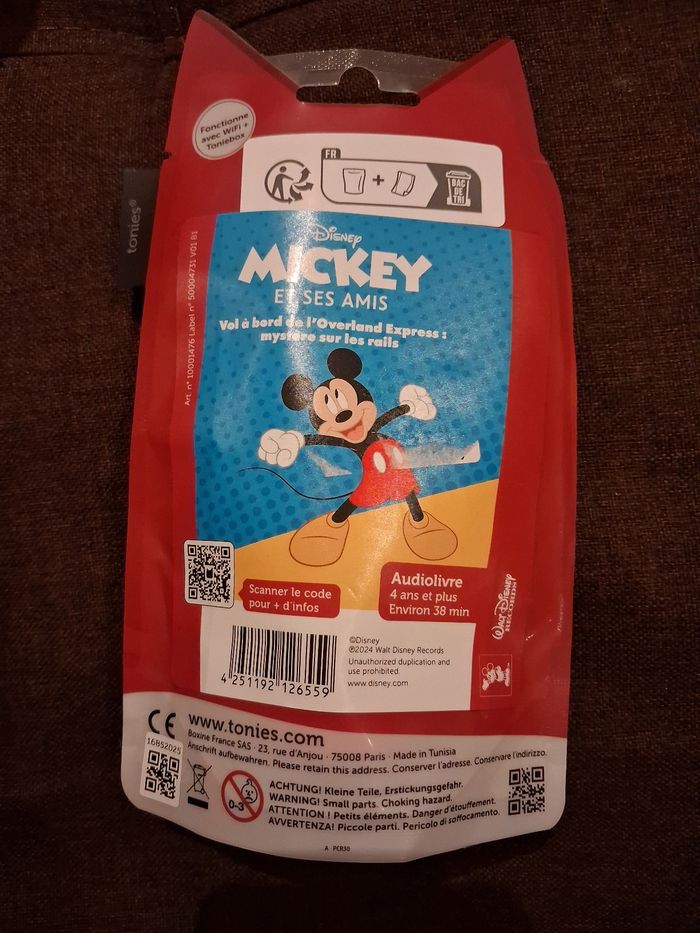 Fonctionne
avec WiFi +
Toniebox
FR
+
BAC
DE
TRI
tonies®
Art. n° 10001476 Label n° 50004731 V01 B1
Disney
MICKEY
ET SES AMIS
Vol à bord de l'Overland Express :
mystère sur les rails
Scanner le code
pour + d'infos
Audiolivre
4 ans et plus
Environ 38 min
WALT DISNEY
RECORDS
4 251192 126559
©Disney
℗2024 Walt Disney Records
Unauthorized duplication and
use prohibited.
www.disney.com
CE
www.tonies.com
Boxine France SAS · 23, rue d'Anjou · 75008 Paris · Made in Tunisia
Anschrift aufbewahren. Please retain this address. Conserver l'adresse. Conservare l'indirizzo.
16852025
0-3
ACHTUNG! Kleine Teile, Erstickungsgefahr.
WARNING! Small parts. Choking hazard.
ATTENTION ! Petits éléments. Danger d'étouffement.
AVVERTENZA! Piccole parti. Pericolo di soffocamento.
A PCR30